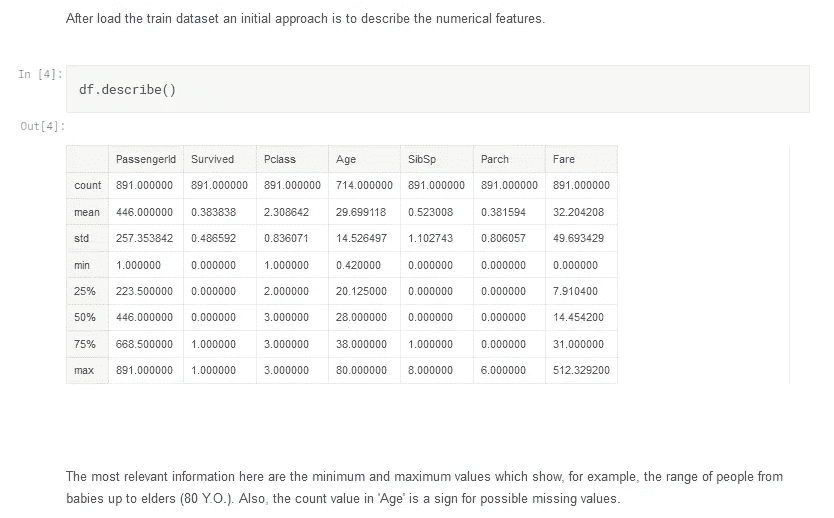 After load the train dataset an initial approach is to describe the numerical features.
In [4]:
df.describe()
Out[4]:
PassengerId Survived Pclass Age SibSp Parch Fare
count 891.000000 891.000000 891.000000 714.000000 891.000000 891.000000 891.000000
mean 446.000000 0.383838 2.308642 29.699118 0.523008 0.381594 32.204208
std 257.353842 0.486592 0.836071 14.526497 1.102743 0.806057 49.693429
min 1.000000 0.000000 1.000000 0.420000 0.000000 0.000000 0.000000
25% 223.500000 0.000000 2.000000 20.125000 0.000000 0.000000 7.910400
50% 446.000000 0.000000 3.000000 28.000000 0.000000 0.000000 14.454200
75% 668.500000 1.000000 3.000000 38.000000 1.000000 0.000000 31.000000
max 891.000000 1.000000 3.000000 80.000000 8.000000 6.000000 512.329200
The most relevant information here are the minimum and maximum values which show, for example, the range of people from
babies up to elders (80 Y.O.). Also, the count value in 'Age' is a sign for possible missing values.